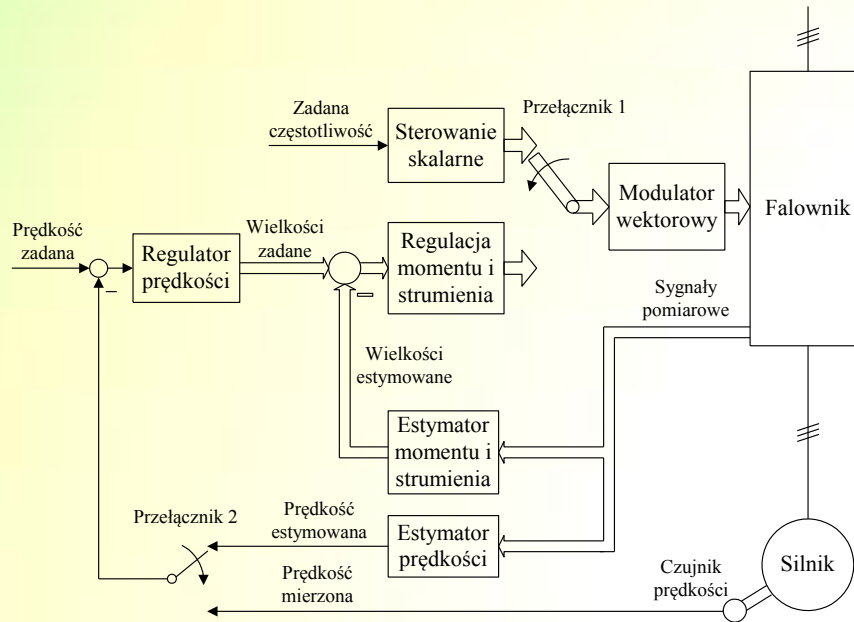 Zadana
częstotliwość
Sterowanie
skalarne
Przełącznik 1
Modulator
wektorowy
Falownik
Prędkość
zadana
Regulator
prędkości
Wielkości
zadane
Regulacja
momentu i
strumienia
Sygnały
pomiarowe
Wielkości
estymowane
Estymator
momentu i
strumienia
Przełącznik 2
Prędkość
estymowana
Estymator
prędkości
Prędkość
mierzona
Czujnik
prędkości
Silnik